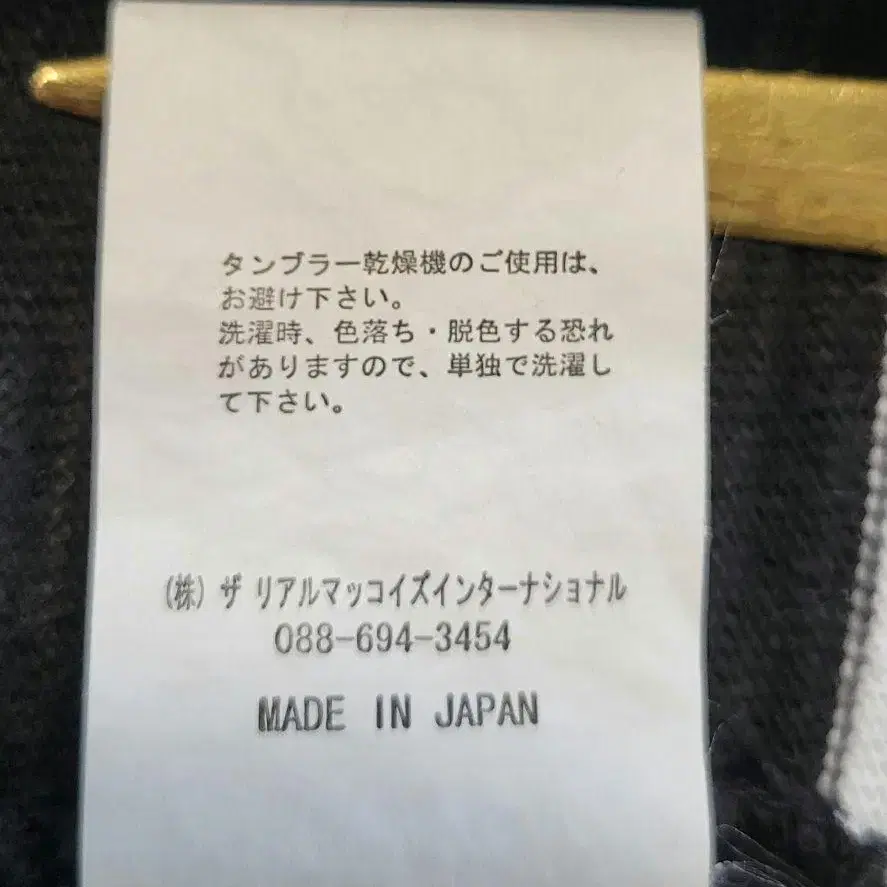 タンブラー乾燥機のご使用は、
お避け下さい。
洗濯時、色落ち・脱色する恐れ
がありますので、単独で洗濯し
て下さい。
(株) ザ リアルマッコイズインターナショナル
088-694-3454
MADE IN JAPAN